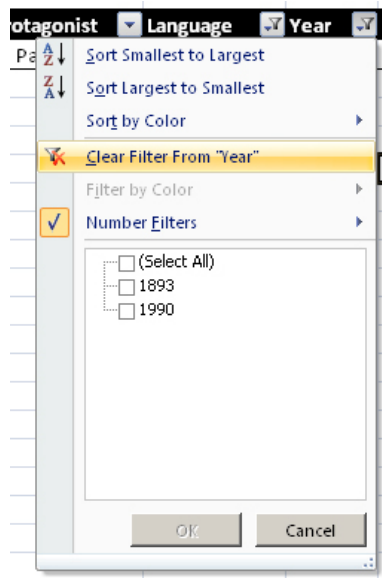 otagonist Language Year
Pa
Sort Smallest to Largest
Sort Largest to Smallest
Sort by Color
Clear Filter From "Year"
Filter by Color
Number Filters
(Select All)
1893
1990
OK Cancel